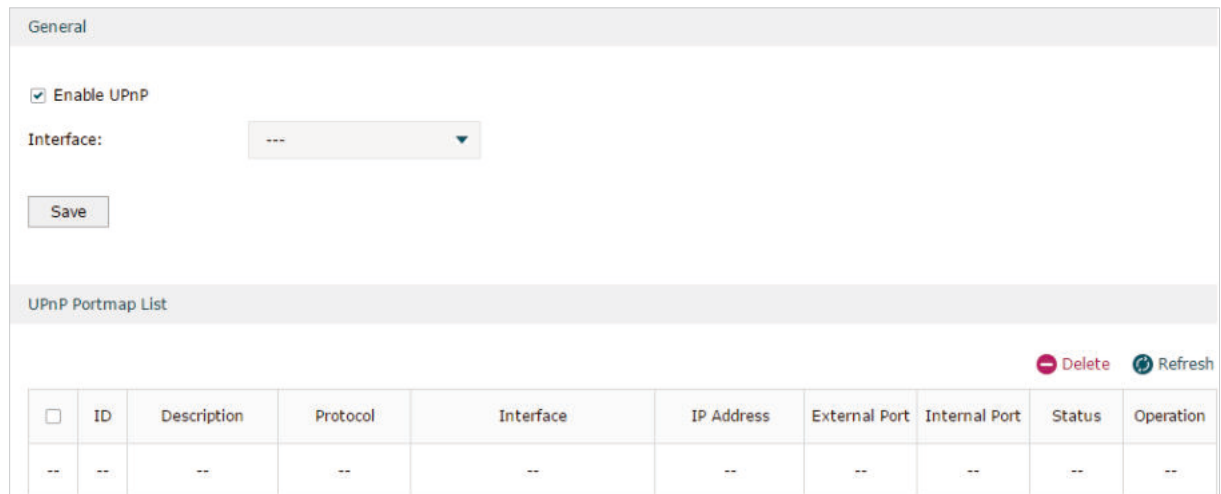 General
Enable UPnP
Interface: ---
Save
UPnP Portmap List
Delete Refresh
ID Description Protocol Interface IP Address External Port Internal Port Status Operation
-- -- -- -- -- -- -- -- -- --